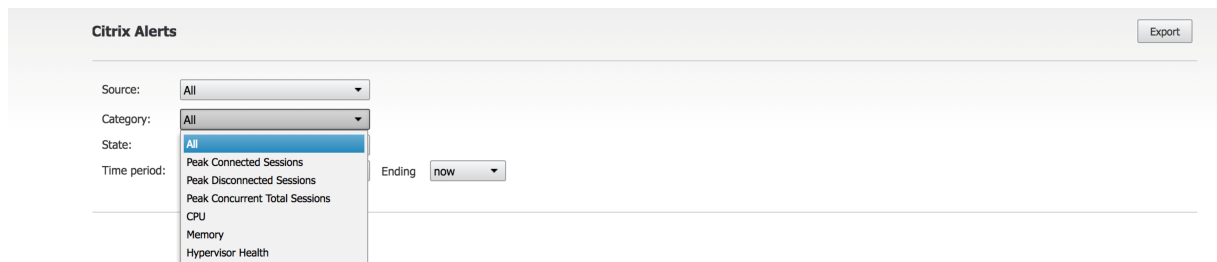 Citrix Alerts
Export
Source: All
Category: All
State:
All
Time period:
Peak Connected Sessions
Ending now
Peak Disconnected Sessions
Peak Concurrent Total Sessions
CPU
Memory
Hypervisor Health